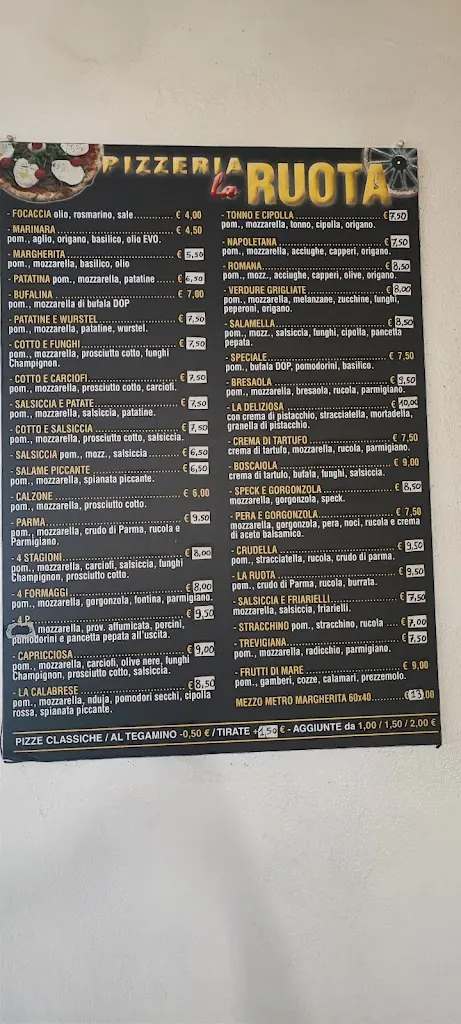 PIZZERIA
La RUOTA
- FOCACCIA olio, rosmarino, sale............ € 4,00
- MARINARA ............ € 4,50
pom., aglio, origano, basilico, olio EVO.
- MARGHERITA ............ € 5,50
pom., mozzarella, basilico, olio
- PATATINA pom., mozzarella, patatine ...... € 6,50
- BUFALINA ............ € 7,00
pom., mozzarella di bufala DOP
- PATATINE E WURSTEL ............ € 7,50
pom., mozzarella, patatine, wurstel.
- COTTO E FUNGHI ............ € 7,50
pom., mozzarella, prosciutto cotto, funghi
Champignon.
- COTTO E CARCIOFI ............ € 7,50
pom., mozzarella, prosciutto cotto, carciofi.
- SALSICCIA E PATATE ............ € 7,50
pom., mozzarella, salsiccia, patatine.
- COTTO E SALSICCIA ............ € 7,50
pom., mozzarella, prosciutto cotto, salsiccia.
- SALSICCIA pom., mozz., salsiccia ............ € 6,50
- SALAME PICCANTE ............ € 6,50
pom., mozzarella, spianata piccante.
- CALZONE ............ € 6,00
pom., mozzarella, prosciutto cotto.
- PARMA ............ € 9,50
pom., mozzarella, crudo di Parma, rucola e
Parmigiano.
- 4 STAGIONI ............ € 8,00
pom., mozzarella, carciofi, salsiccia, funghi
Champignon, prosciutto cotto.
- 4 FORMAGGI ............ € 8,00
pom., mozzarella, gorgonzola, fontina, parmigiano.
- 4 P ............ € 9,50
mozzarella, prov. affumicata, porcini,
pomodorini e pancetta pepata all'uscita.
- CAPRICCIOSA ............ € 9,00
pom., mozzarella, carciofi, olive nere, funghi
Champignon, prosciutto cotto, salsiccia.
- LA CALABRESE ............ € 8,50
pom., mozzarella, nduja, pomodori secchi, cipolla
rossa, spianata piccante.
- TONNO E CIPOLLA ............ € 7,50
pom., mozzarella, tonno, cipolla, origano.
- NAPOLETANA ............ € 7,50
pom., mozzarella, acciughe, capperi, origano.
- ROMANA ............ € 8,50
pom., mozz., acciughe, capperi, olive, origano.
- VERDURE GRIGLIATE ............ € 8,00
pom., mozzarella, melanzane, zucchine, funghi,
peperoni, origano.
- SALAMELLA ............ € 8,50
pom., mozz., salsiccia, funghi, cipolla, pancetta
pepata.
- SPECIALE ............ € 7,50
pom., bufala DOP, pomodorini, basilico.
- BRESAOLA ............ € 9,50
pom., mozzarella, bresaola, rucola, parmigiano.
- LA DELIZIOSA ............ € 10,00
con crema di pistacchio, stracciatella, mortadella,
granella di pistacchio.
- CREMA DI TARTUFO ............ € 7,50
crema di tartufo, mozzarella, rucola, parmigiano.
- BOSCAIOLA ............ € 9,00
crema di tartufo, bufala, funghi, salsiccia.
- SPECK E GORGONZOLA ............ € 8,50
mozzarella, gorgonzola, speck.
- PERA E GORGONZOLA ............ € 7,50
mozzarella, gorgonzola, pera, noci, rucola e crema
di aceto balsamico.
- CRUDELLA ............ € 9,50
pom., stracciatella, rucola, crudo di parma.
- LA RUOTA ............ € 9,50
pom., crudo di Parma, rucola, burrata.
- SALSICCIA E FRIARIELLI ............ € 7,50
mozzarella, salsiccia, friarielli.
- STRACCHINO pom., stracchino, rucola ...... € 7,00
- TREVIGIANA ............ € 7,50
pom., mozzarella, radicchio, parmigiano.
- FRUTTI DI MARE ............ € 9,00
pom., gamberi, cozze, calamari, prezzemolo.
MEZZO METRO MARGHERITA 60x40............ € 23,00
PIZZE CLASSICHE / AL TEGAMINO -0,50 € / TIRATE +1,50 € - AGGIUNTE da 1,00 / 1,50 / 2,00 €